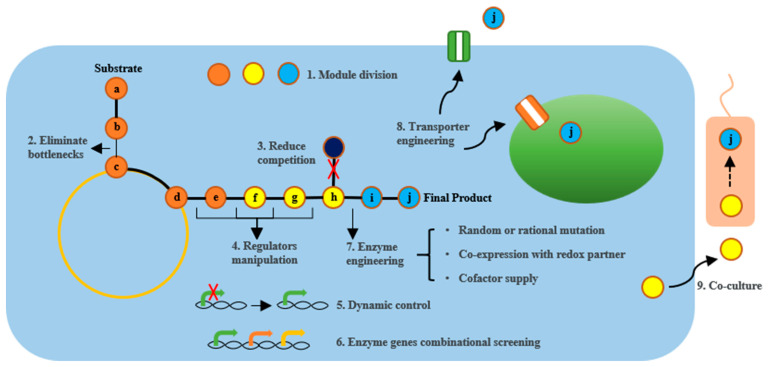 j
Substrate
1. Module division
a
b
2. Eliminate
bottlenecks
c
3. Reduce
competition
8. Transporter
engineering
j
j
d
e
f
g
h
i
j
Final Product
4. Regulators
manipulation
7. Enzyme
engineering
• Random or rational mutation
• Co-expression with redox partner
• Cofactor supply
5. Dynamic control
6. Enzyme genes combinational screening
9. Co-culture